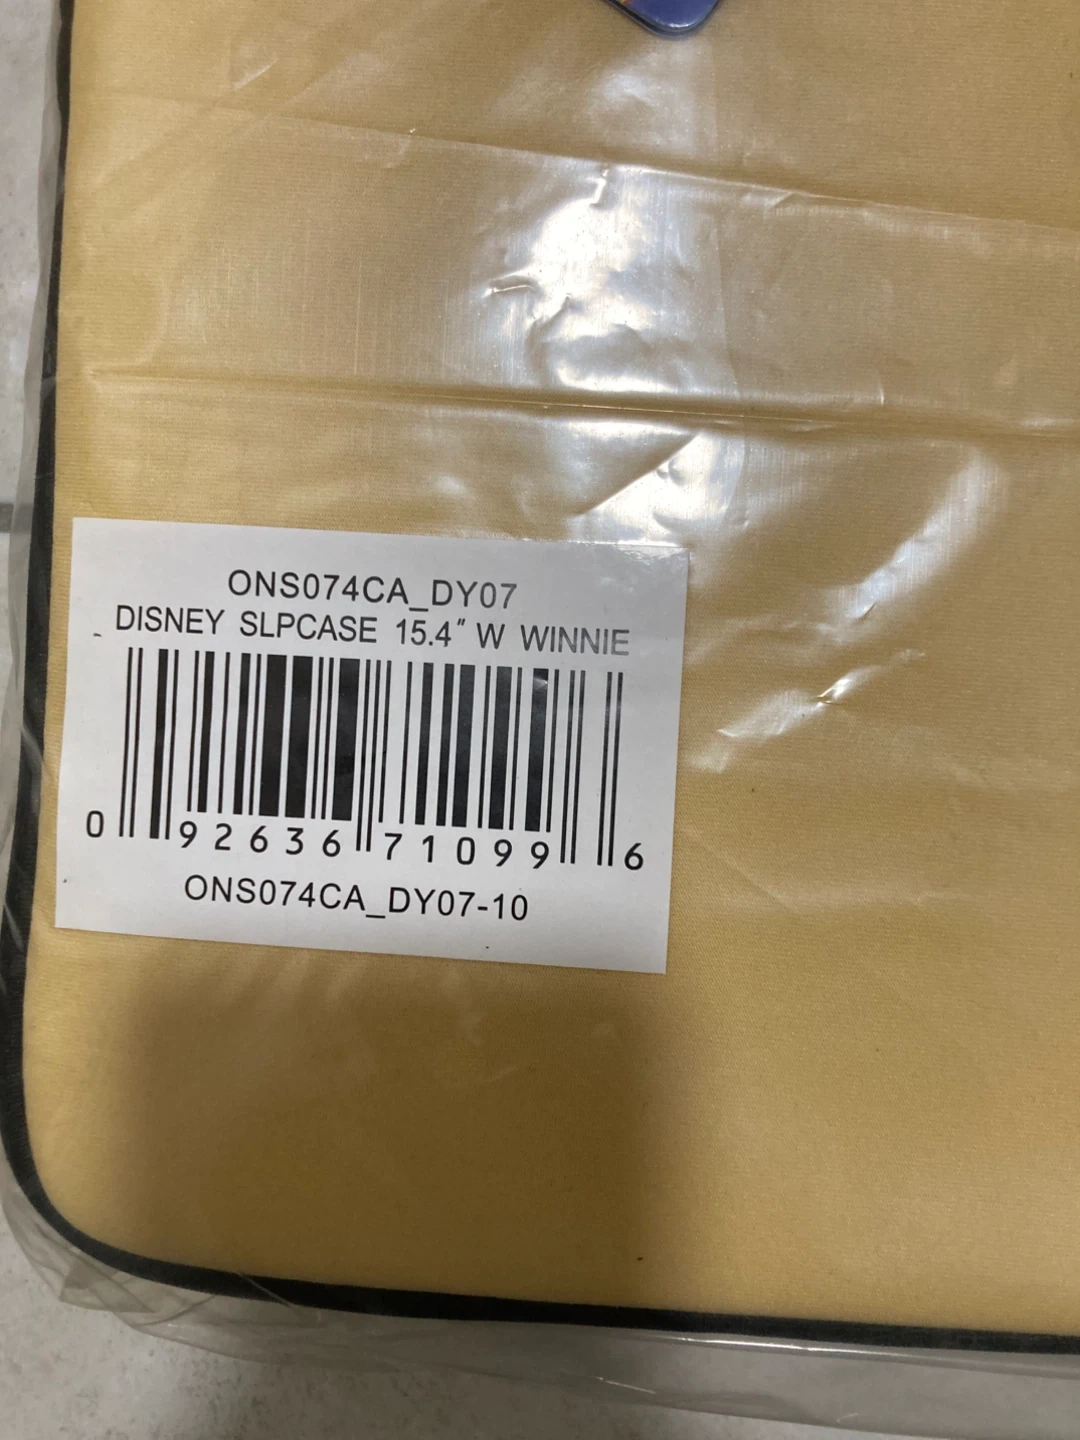 ONS074CA_DY07
DISNEY SLPCASE 15.4" W WINNIE
0 92636 71099 6
ONS074CA_DY07-10